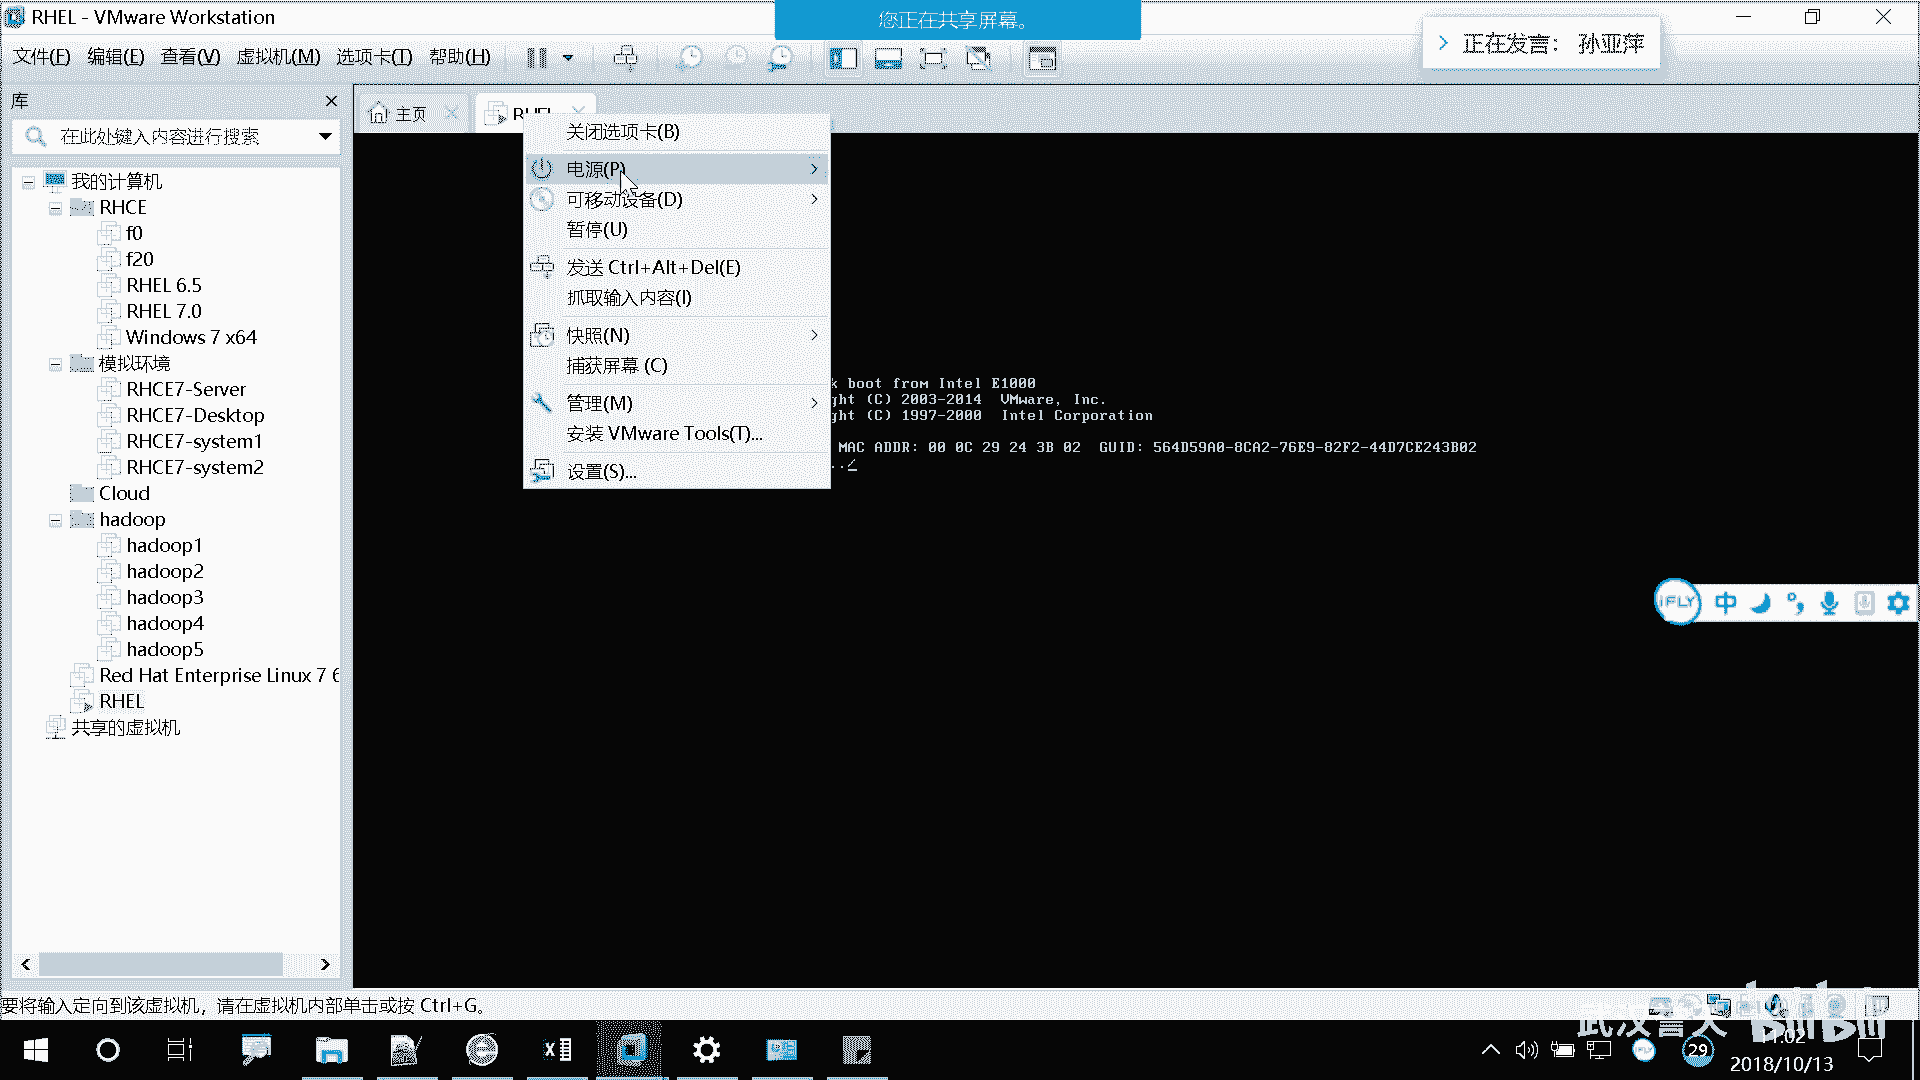 RHEL - VMware Workstation
您正在共享屏幕。
正在发言： 孙亚萍
文件(F) 编辑(E) 查看(V) 虚拟机(M) 选项卡(T) 帮助(H)
库
在此处键入内容进行搜索
主页
RHEL
我的计算机
RHCE
f0
f20
RHEL 6.5
RHEL 7.0
Windows 7 x64
模拟环境
RHCE7-Server
RHCE7-Desktop
RHCE7-system1
RHCE7-system2
Cloud
hadoop
hadoop1
hadoop2
hadoop3
hadoop4
hadoop5
Red Hat Enterprise Linux 7 6
RHEL
共享的虚拟机
关闭选项卡(B)
电源(P)
可移动设备(D)
暂停(U)
发送 Ctrl+Alt+Del(E)
抓取输入内容(I)
快照(N)
捕获屏幕 (C)
管理(M)
安装 VMware Tools(T)...
设置(S)...
k boot from Intel E1000
ght (C) 2003-2014 VMware, Inc.
ght (C) 1997-2000 Intel Corporation
MAC ADDR: 00 0C 29 24 3B 02 GUID: 564D59A0-8CA2-76E9-82F2-44D7CE243B02
../
iFLY 中
要将输入定向到该虚拟机，请在虚拟机内部单击或按 Ctrl+G。
武汉誉天 bilibili
29
11:02
2018/10/13